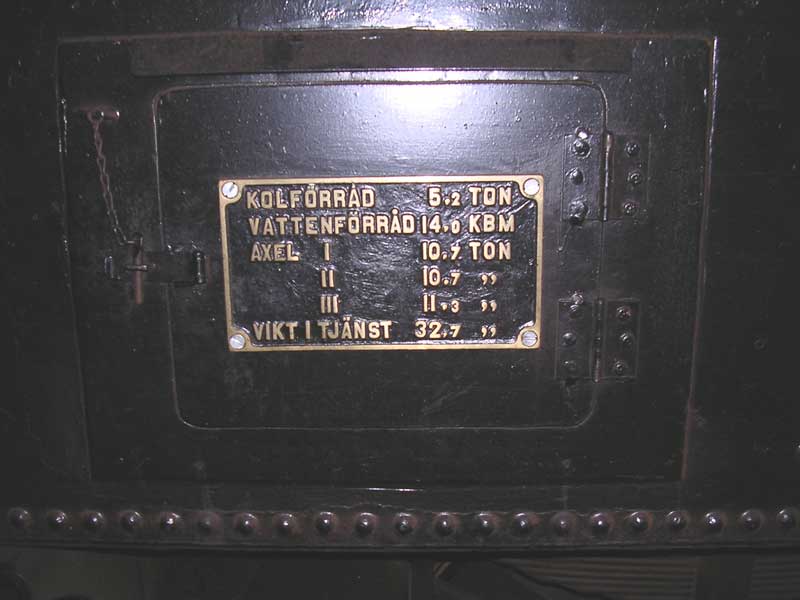 KOLFÖRRÅD 5,2 TON
VATTENFÖRRÅD 14,0 KBM
AXEL I 10,7 TON
II 10,7 „
III 11,3 „
VIKT I TJÄNST 32,7 „